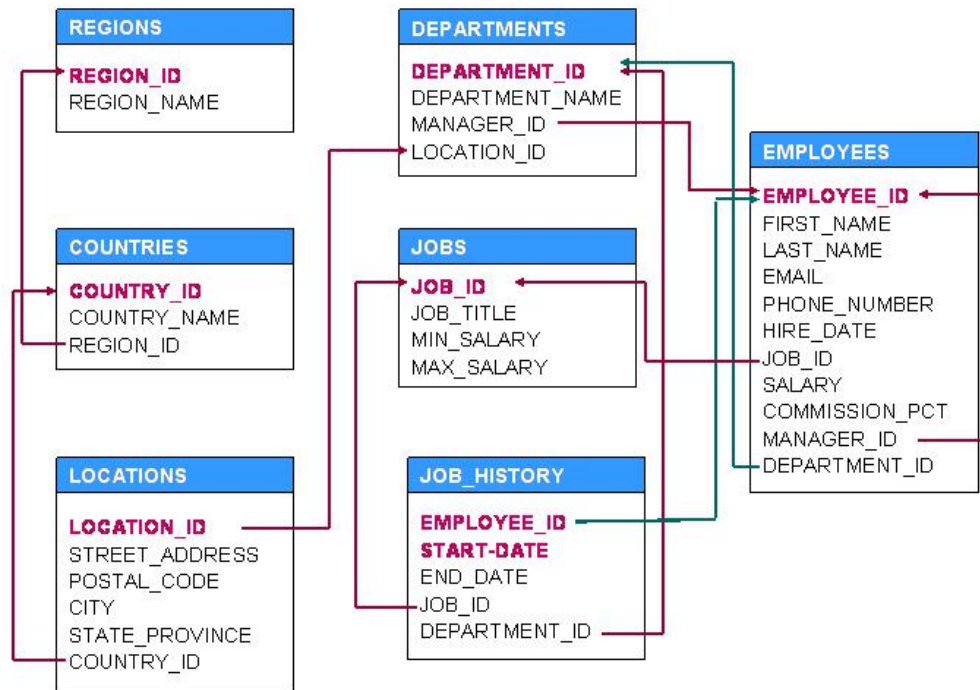 REGIONS
REGION_ID
REGION_NAME
DEPARTMENTS
DEPARTMENT_ID
DEPARTMENT_NAME
MANAGER_ID
LOCATION_ID
EMPLOYEES
EMPLOYEE_ID
FIRST_NAME
LAST_NAME
EMAIL
PHONE_NUMBER
HIRE_DATE
JOB_ID
SALARY
COMMISSION_PCT
MANAGER_ID
DEPARTMENT_ID
COUNTRIES
COUNTRY_ID
COUNTRY_NAME
REGION_ID
JOBS
JOB_ID
JOB_TITLE
MIN_SALARY
MAX_SALARY
LOCATIONS
LOCATION_ID
STREET_ADDRESS
POSTAL_CODE
CITY
STATE_PROVINCE
COUNTRY_ID
JOB_HISTORY
EMPLOYEE_ID
START-DATE
END_DATE
JOB_ID
DEPARTMENT_ID